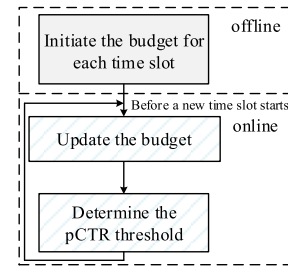 offline
Initiate the budget for
each time slot
Before a new time slot starts
online
Update the budget
Determine the
pCTR threshold